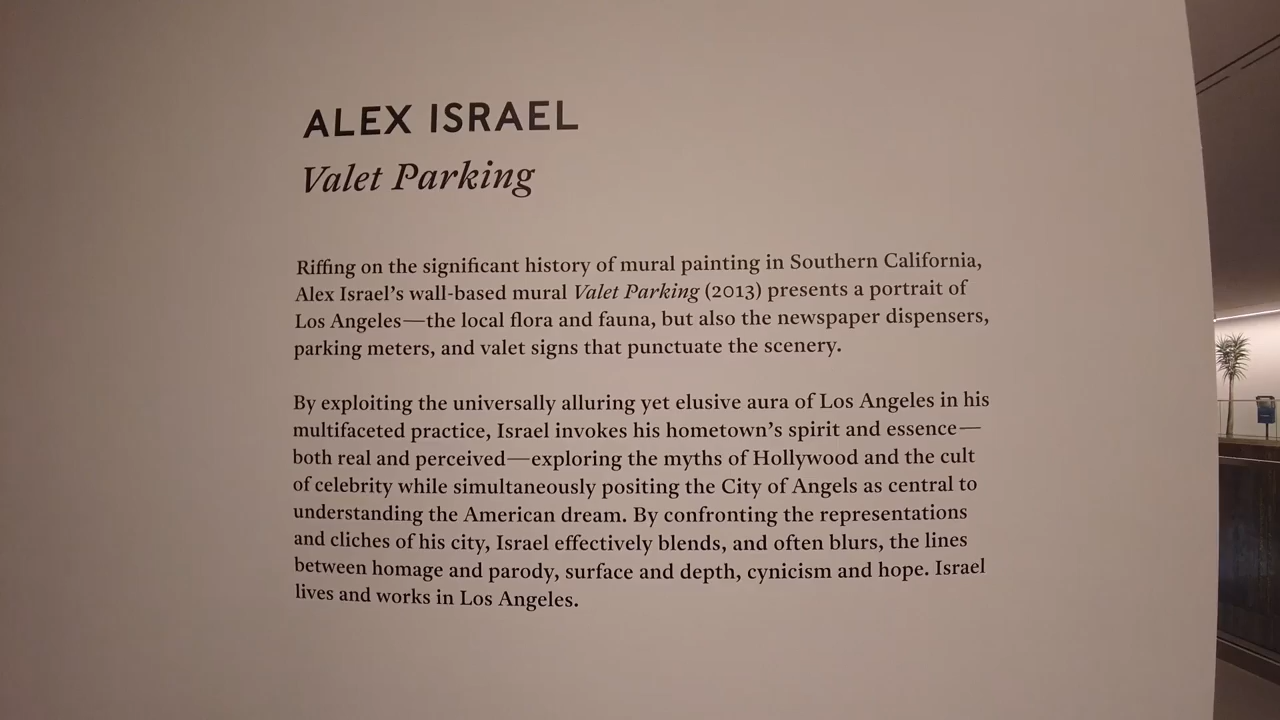 ALEX ISRAEL
Valet Parking
Riffing on the significant history of mural painting in Southern California,
Alex Israel's wall-based mural Valet Parking (2013) presents a portrait of
Los Angeles—the local flora and fauna, but also the newspaper dispensers,
parking meters, and valet signs that punctuate the scenery.
By exploiting the universally alluring yet elusive aura of Los Angeles in his
multifaceted practice, Israel invokes his hometown's spirit and essence—
both real and perceived—exploring the myths of Hollywood and the cult
of celebrity while simultaneously positing the City of Angels as central to
understanding the American dream. By confronting the representations
and cliches of his city, Israel effectively blends, and often blurs, the lines
between homage and parody, surface and depth, cynicism and hope. Israel
lives and works in Los Angeles.